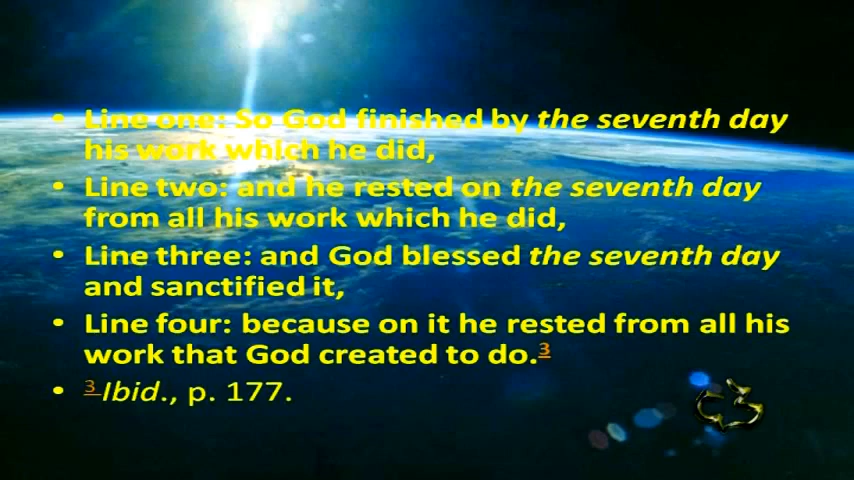 • Line one: So God finished by the seventh day
his work which he did,
• Line two: and he rested on the seventh day
from all his work which he did,
• Line three: and God blessed the seventh day
and sanctified it,
• Line four: because on it he rested from all his
work that God created to do.3
• 3 Ibid., p. 177.